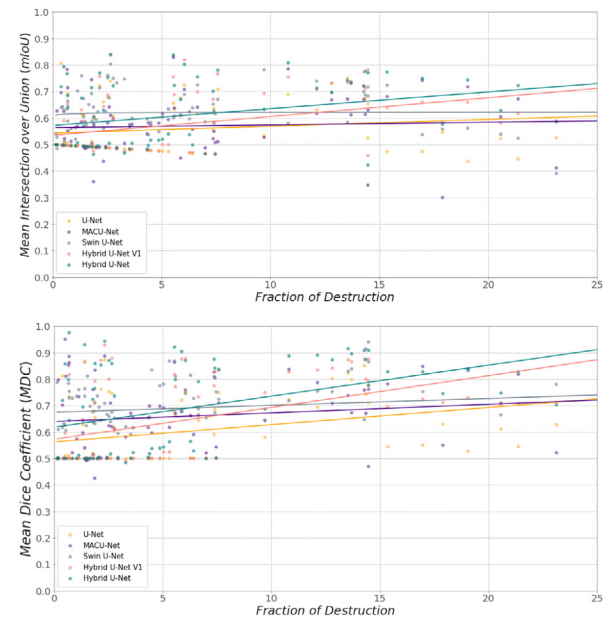 Mean Intersection over Union (mIoU)
1.0
0.9
0.8
0.7
0.6
0.5
0.4
0.3
0.2
0.1
0.0
U-Net
MACU-Net
Swin U-Net
Hybrid U-Net V1
Hybrid U-Net
0 5 10 15 20 25
Fraction of Destruction
Mean Dice Coefficient (MDC)
1.0
0.9
0.8
0.7
0.6
0.5
0.4
0.3
0.2
0.1
0.0
U-Net
MACU-Net
Swin U-Net
Hybrid U-Net V1
Hybrid U-Net
0 5 10 15 20 25
Fraction of Destruction